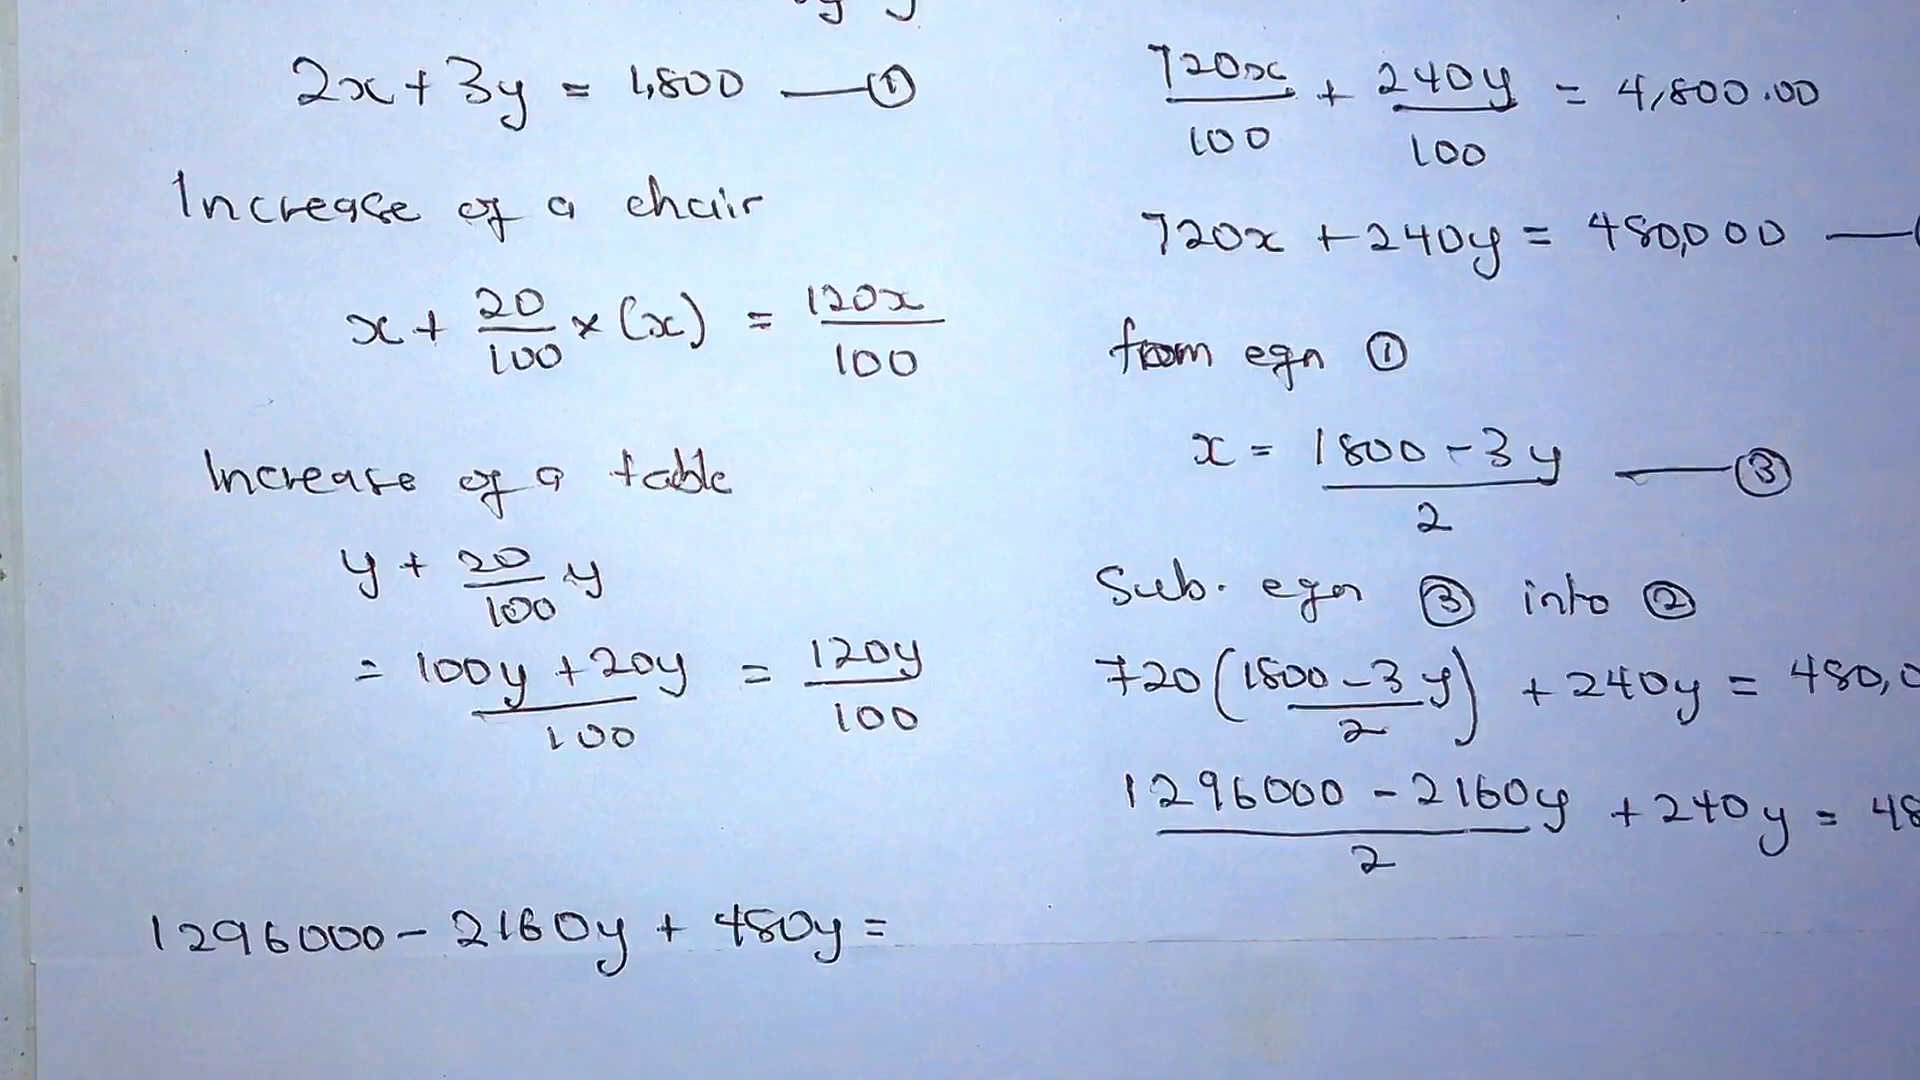 2x + 3y = 1,800 — ①
Increase of a chair
x + 20/100 × (x) = 120x/100
Increase of a table
y + 20/100 y
= 100y + 20y/100 = 120y/100
1296000 - 2160y + 480y =
720x/100 + 240y/100 = 4,800.00
720x + 240y = 480,000 —
from eqn ①
x = 1800 - 3y/2 — ③
Sub. eqn ③ into ②
720(1800 - 3y/2) + 240y = 480,0
1296000 - 2160y/2 + 240y = 48